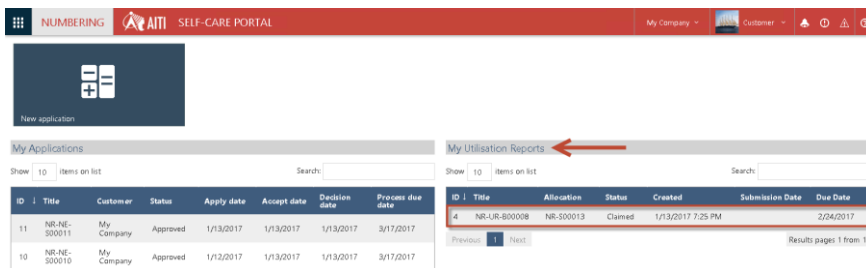 NUMBERING AITI SELF-CARE PORTAL My Company Customer
New application
My Applications
Show 10 items on list Search:
ID Title Customer Status Apply date Accept date Decision date Process due date
11 NR-NE-S00011 My Company Approved 1/13/2017 1/13/2017 1/13/2017 3/17/2017
10 NR-NE-S00010 My Company Approved 1/12/2017 1/13/2017 1/13/2017 3/17/2017
My Utilisation Reports
Show 10 items on list Search:
ID Title Allocation Status Created Submission Date Due Date
4 NR-UR-B00008 NR-S00013 Claimed 1/13/2017 7:25 PM 2/24/2017
Previous 1 Next Results pages 1 from 1